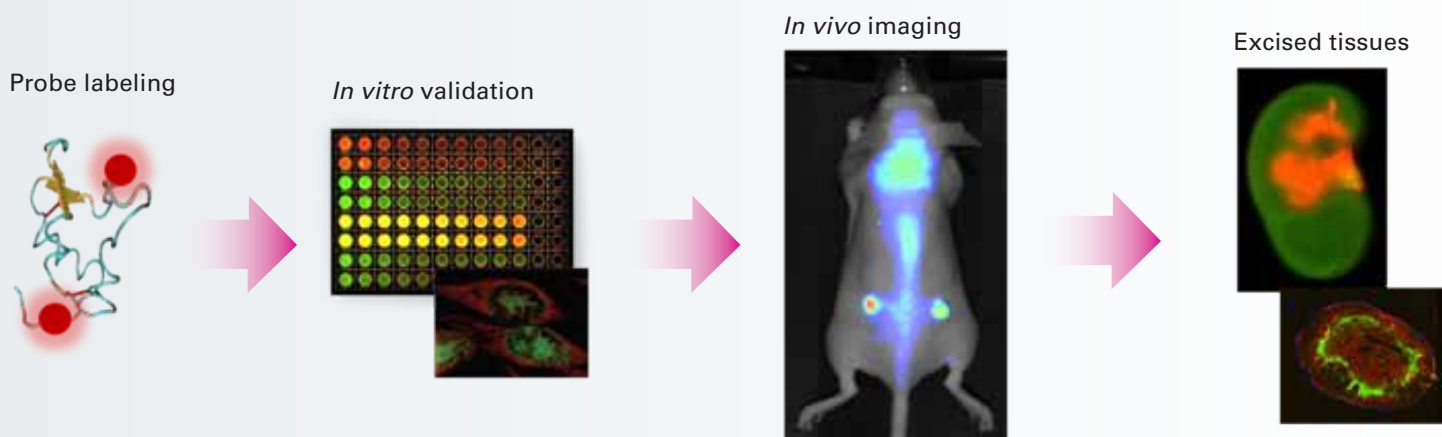 Probe labeling
In vitro validation
In vivo imaging
Excised tissues